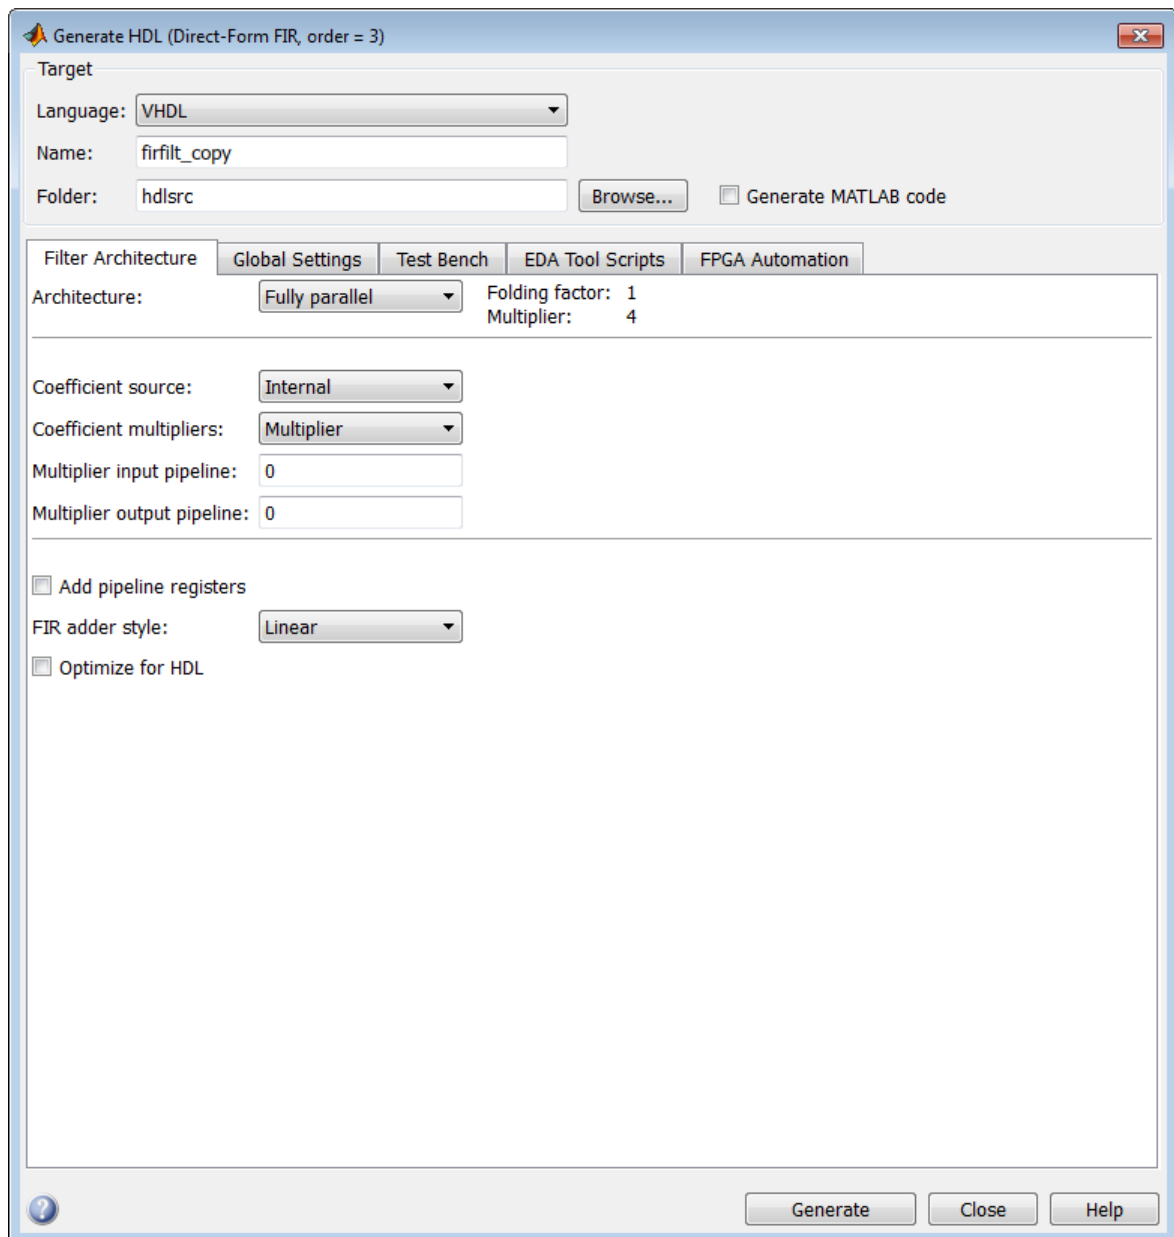 Generate HDL (Direct-Form FIR, order = 3)
Target
Language: VHDL
Name: firfilt_copy
Folder: hdlsrc Browse... Generate MATLAB code
Filter Architecture Global Settings Test Bench EDA Tool Scripts FPGA Automation
Architecture: Fully parallel Folding factor: 1
Multiplier: 4
Coefficient source: Internal
Coefficient multipliers: Multiplier
Multiplier input pipeline: 0
Multiplier output pipeline: 0
Add pipeline registers
FIR adder style: Linear
Optimize for HDL
? Generate Close Help